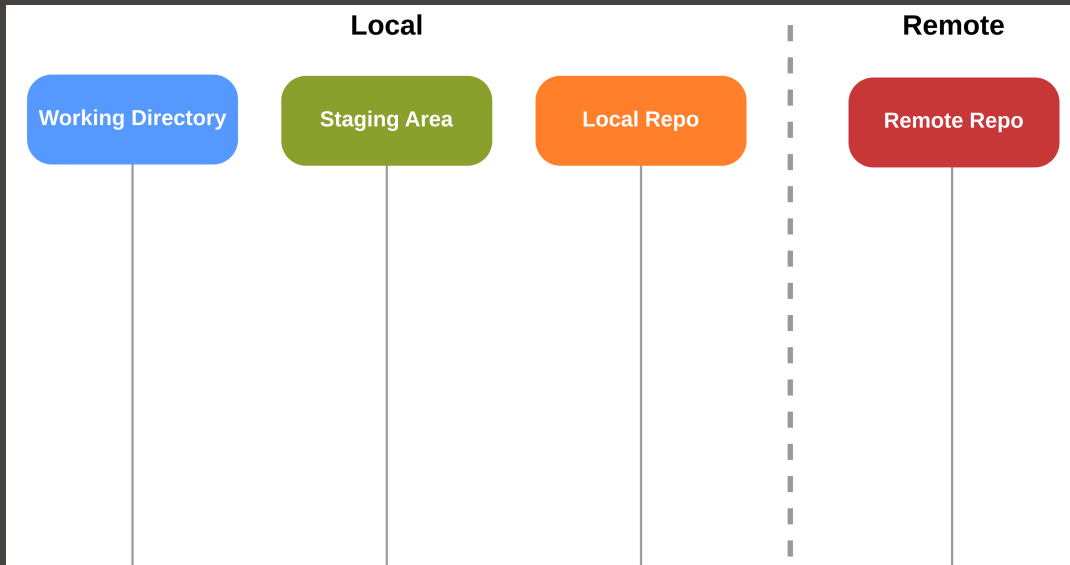 Local
Remote
Working Directory
Staging Area
Local Repo
Remote Repo